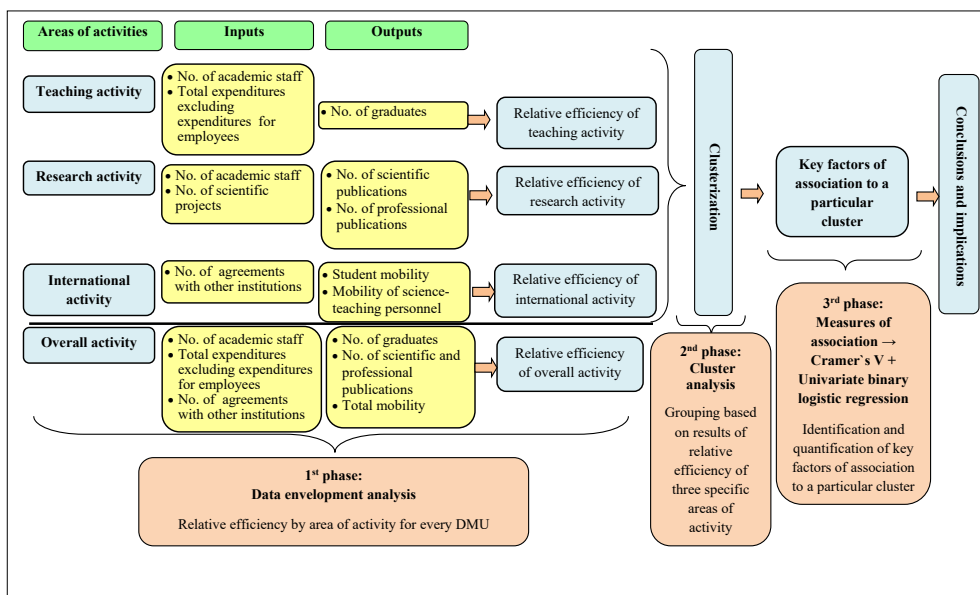 Areas of activities
Inputs
Outputs
Teaching activity
• No. of academic staff
• Total expenditures
excluding
expenditures for
employees
• No. of graduates
Relative efficiency of
teaching activity
Research activity
• No. of academic staff
• No. of scientific
projects
• No. of scientific
publications
• No. of professional
publications
Relative efficiency of
research activity
International
activity
• No. of agreements
with other institutions
• Student mobility
• Mobility of science-
teaching personnel
Relative efficiency of
international activity
Overall activity
• No. of academic staff
• Total expenditures
excluding expenditures
for employees
• No. of agreements
with other institutions
• No. of graduates
• No. of scientific and
professional
publications
• Total mobility
Relative efficiency
of overall activity
1st phase:
Data envelopment analysis
Relative efficiency by area of activity for every DMU
Clusterization
2nd phase:
Cluster
analysis
Grouping based
on results of
relative
efficiency of
three specific
areas of
activity
Key factors of
association to a
particular
cluster
3rd phase:
Measures of
association →
Cramer`s V +
Univariate binary
logistic regression
Identification and
quantification of key
factors of association
to a particular cluster
Conclusions and implications